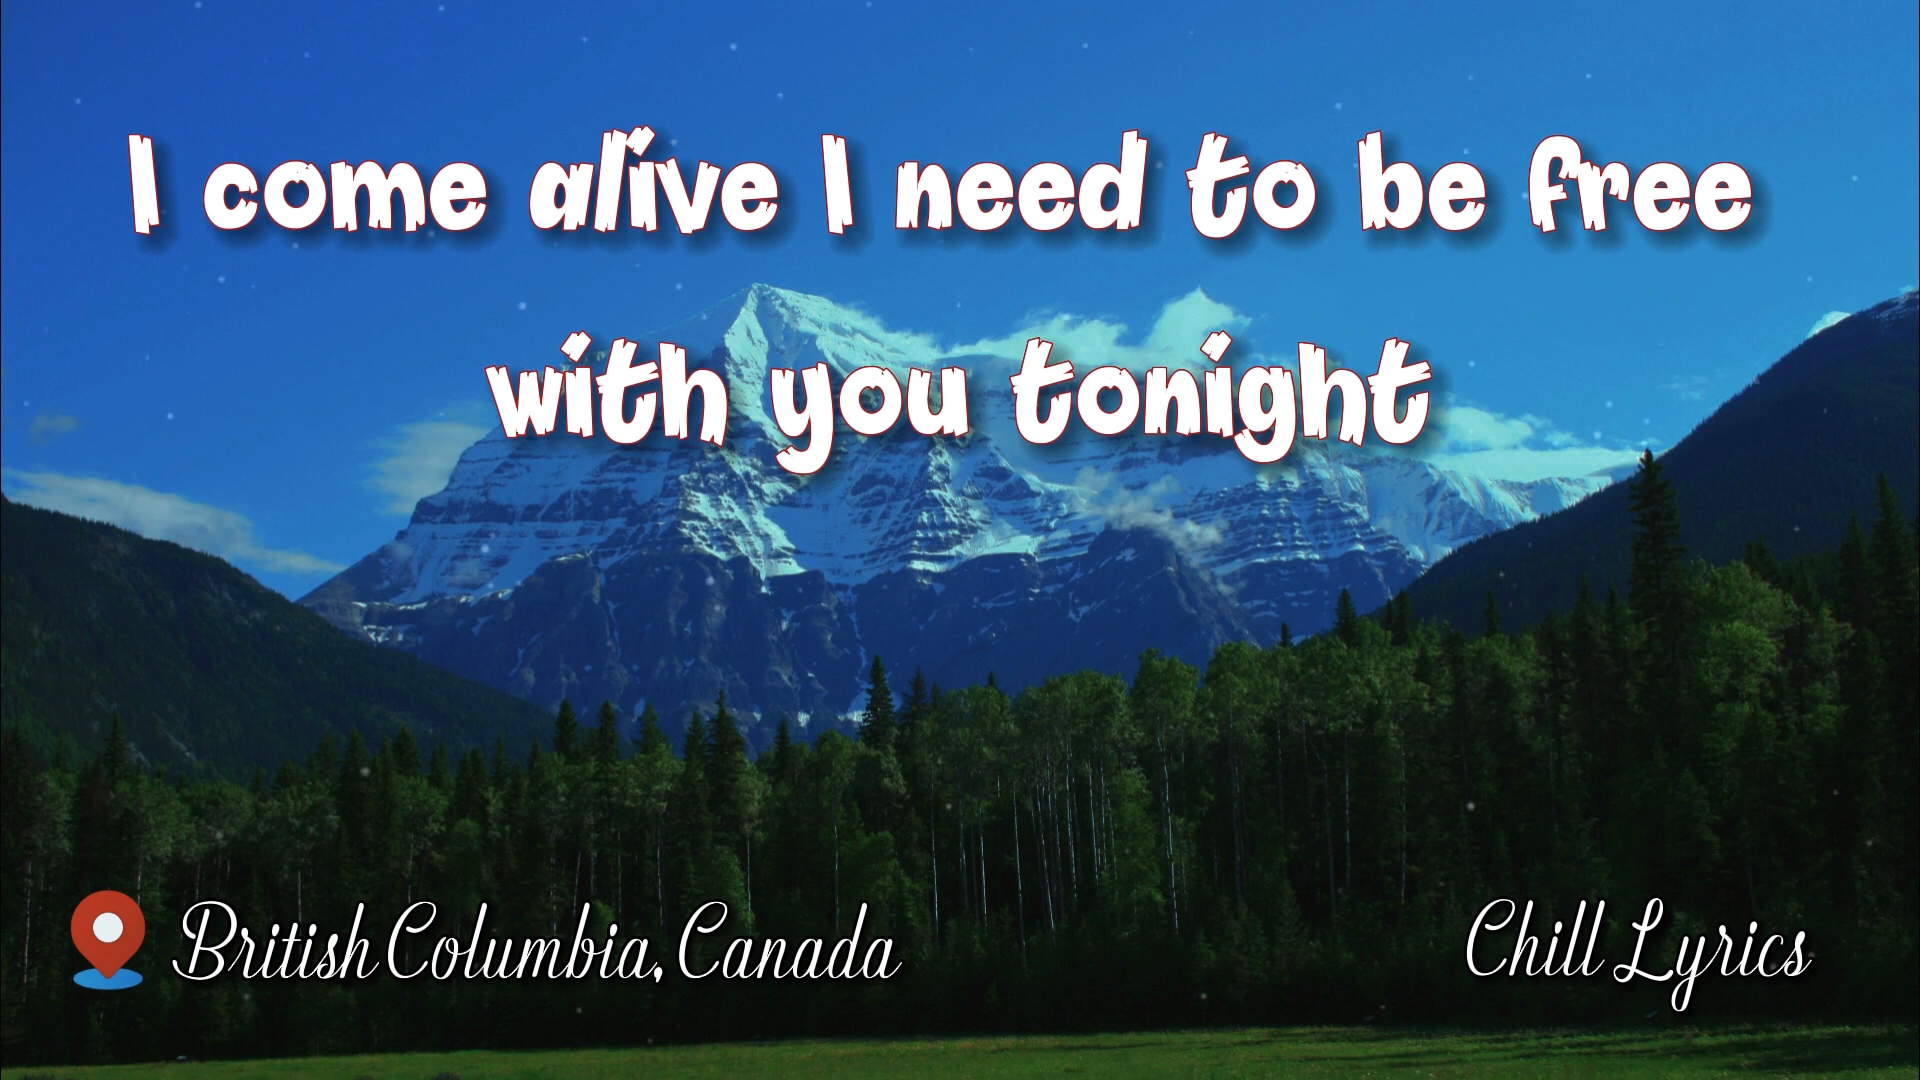 I come alive I need to be free
with you tonight
British Columbia, Canada
Chill Lyrics